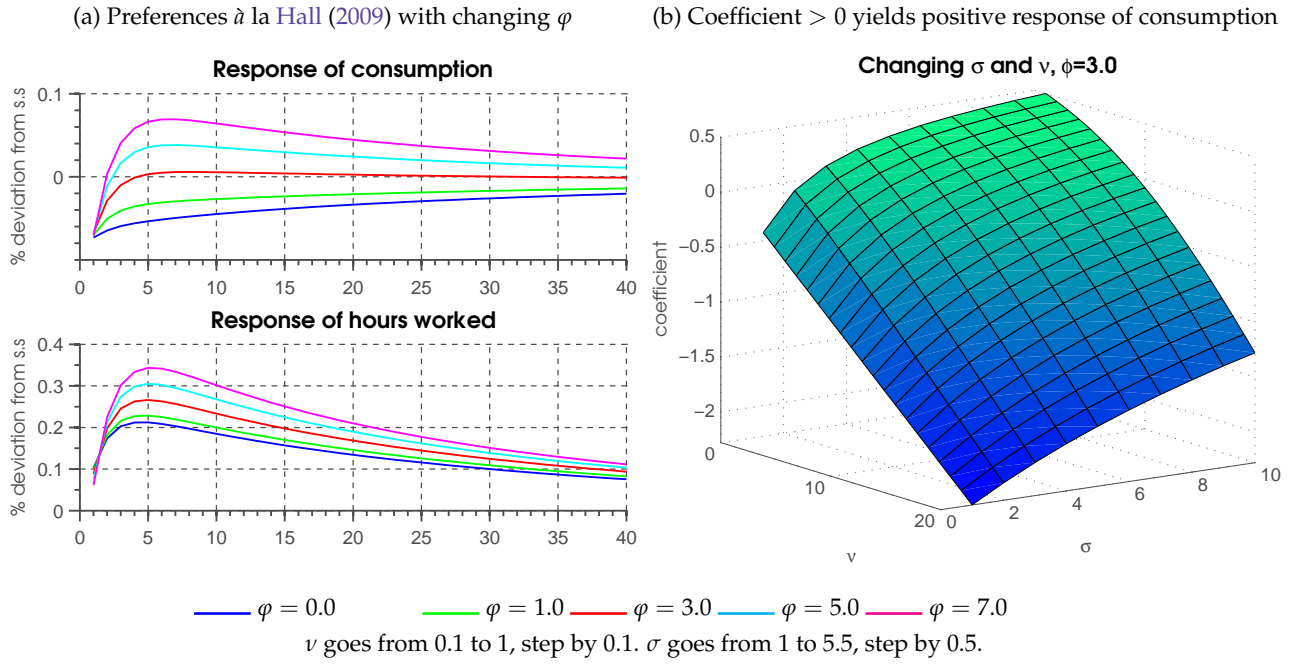 (a) Preferences à la Hall (2009) with changing φ
(b) Coefficient > 0 yields positive response of consumption
Response of consumption
% deviation from s.s
0.1
0
0 5 10 15 20 25 30 35 40
Response of hours worked
% deviation from s.s
0.4
0.3
0.2
0.1
0
0 5 10 15 20 25 30 35 40
Changing σ and ν, ϕ=3.0
coefficient
0.5
0
−0.5
−1
−1.5
−2
0
10
20
ν
0 2 4 6 8 10
σ
φ = 0.0 φ = 1.0 φ = 3.0 φ = 5.0 φ = 7.0
ν goes from 0.1 to 1, step by 0.1. σ goes from 1 to 5.5, step by 0.5.